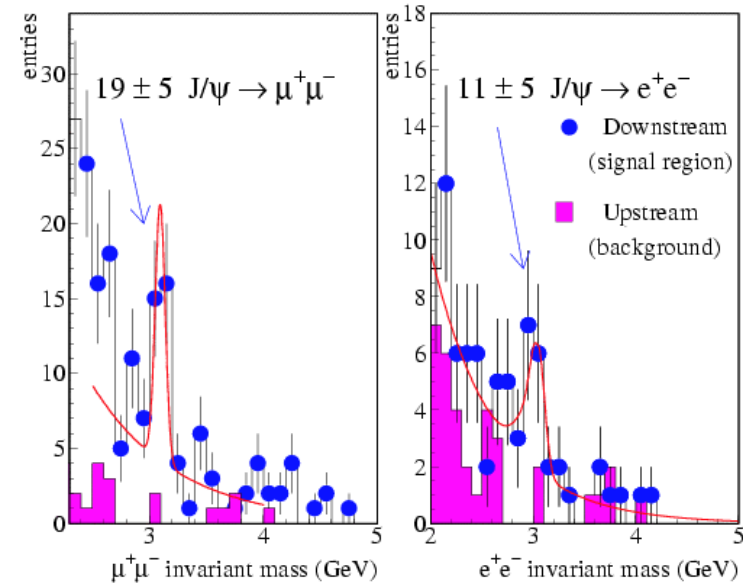 entries
30
25
20
15
10
5
0
19 ± 5 J/ψ → μ⁺μ⁻
3
4
5
μ⁺μ⁻ invariant mass (GeV)
entries
18
16
14
12
10
8
6
4
2
0
11 ± 5 J/ψ → e⁺e⁻
Downstream
(signal region)
Upstream
(background)
2
3
4
5
e⁺e⁻ invariant mass (GeV)